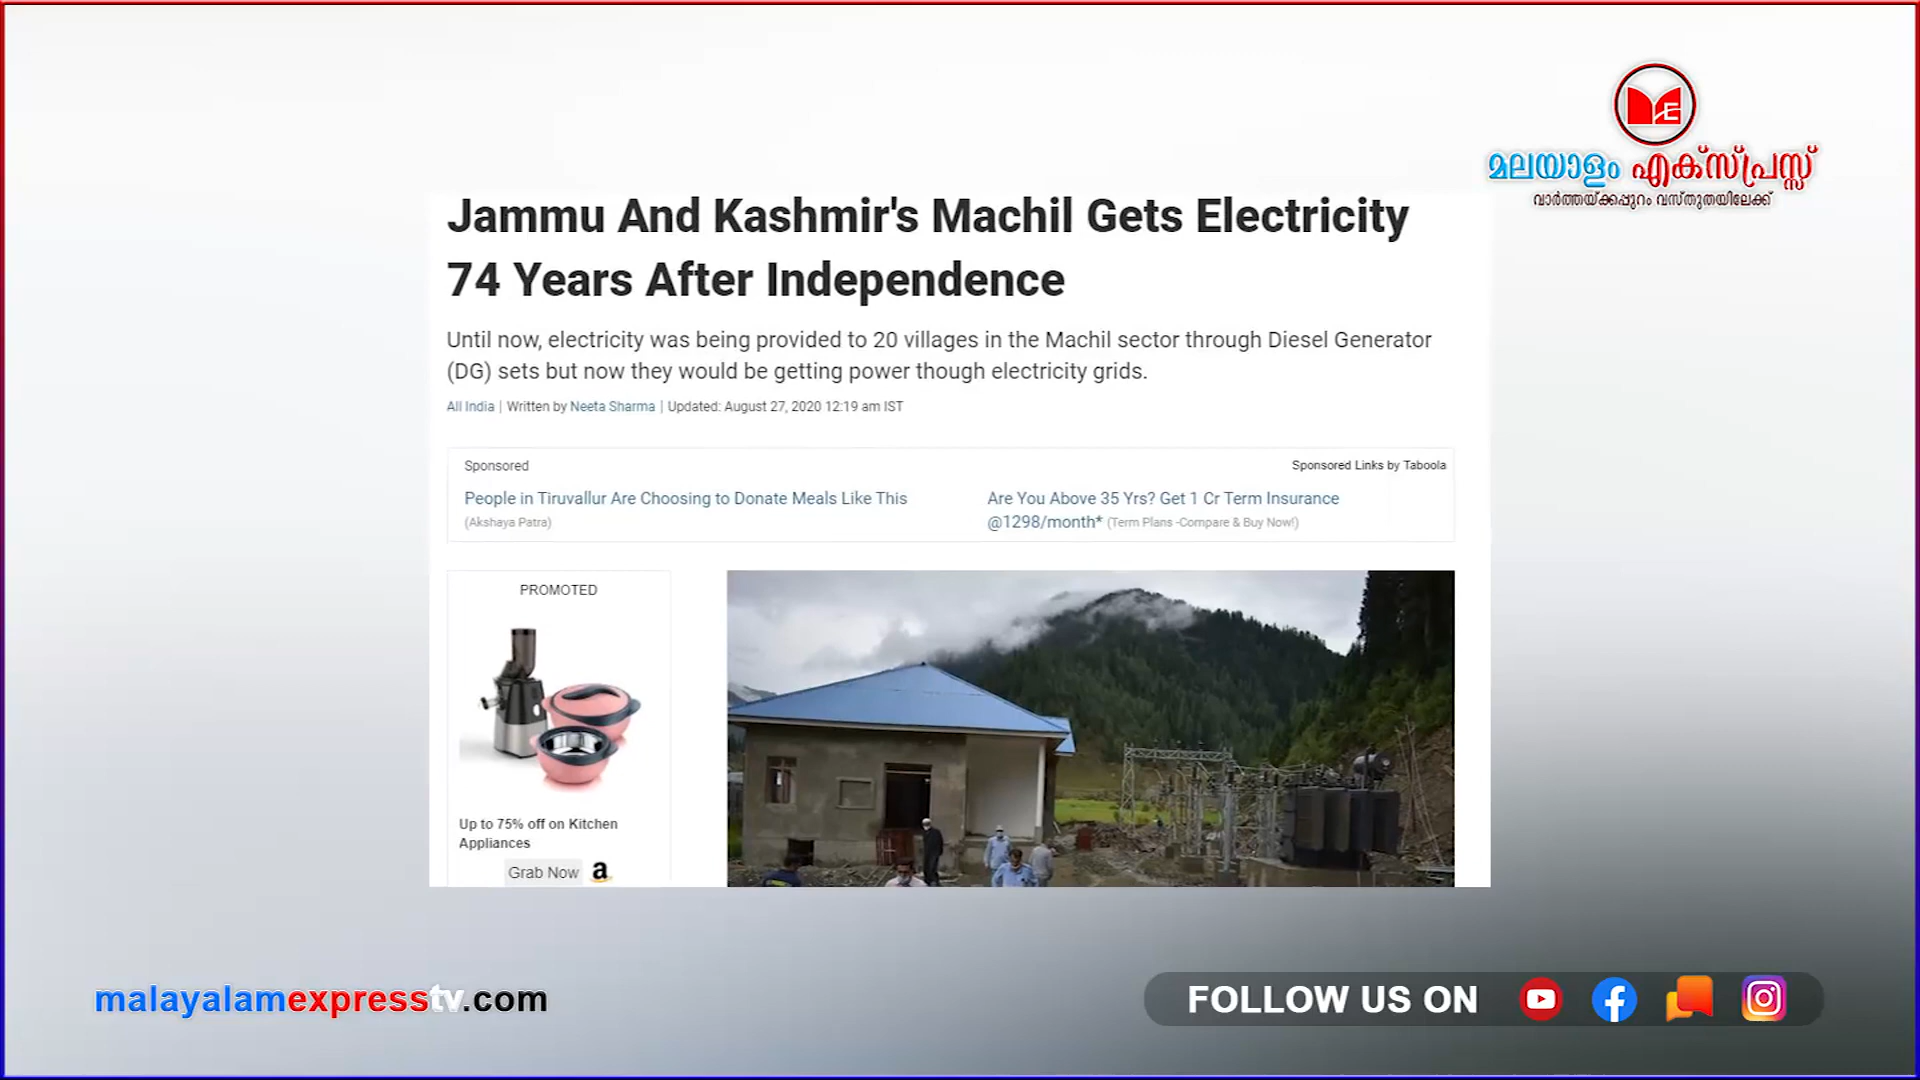 മലയാളം എക്സ്പ്രസ്സ്
വാർത്തയ്ക്കപ്പുറം വസ്തുതയിലേക്ക്
Jammu And Kashmir's Machil Gets Electricity
74 Years After Independence
Until now, electricity was being provided to 20 villages in the Machil sector through Diesel Generator
(DG) sets but now they would be getting power though electricity grids.
All India | Written by Neeta Sharma | Updated: August 27, 2020 12:19 am IST
Sponsored
Sponsored Links by Taboola
People in Tiruvallur Are Choosing to Donate Meals Like This
(Akshaya Patra)
Are You Above 35 Yrs? Get 1 Cr Term Insurance
@1298/month* (Term Plans -Compare & Buy Now!)
PROMOTED
Up to 75% off on Kitchen
Appliances
Grab Now
malayalamexpresstv.com
FOLLOW US ON